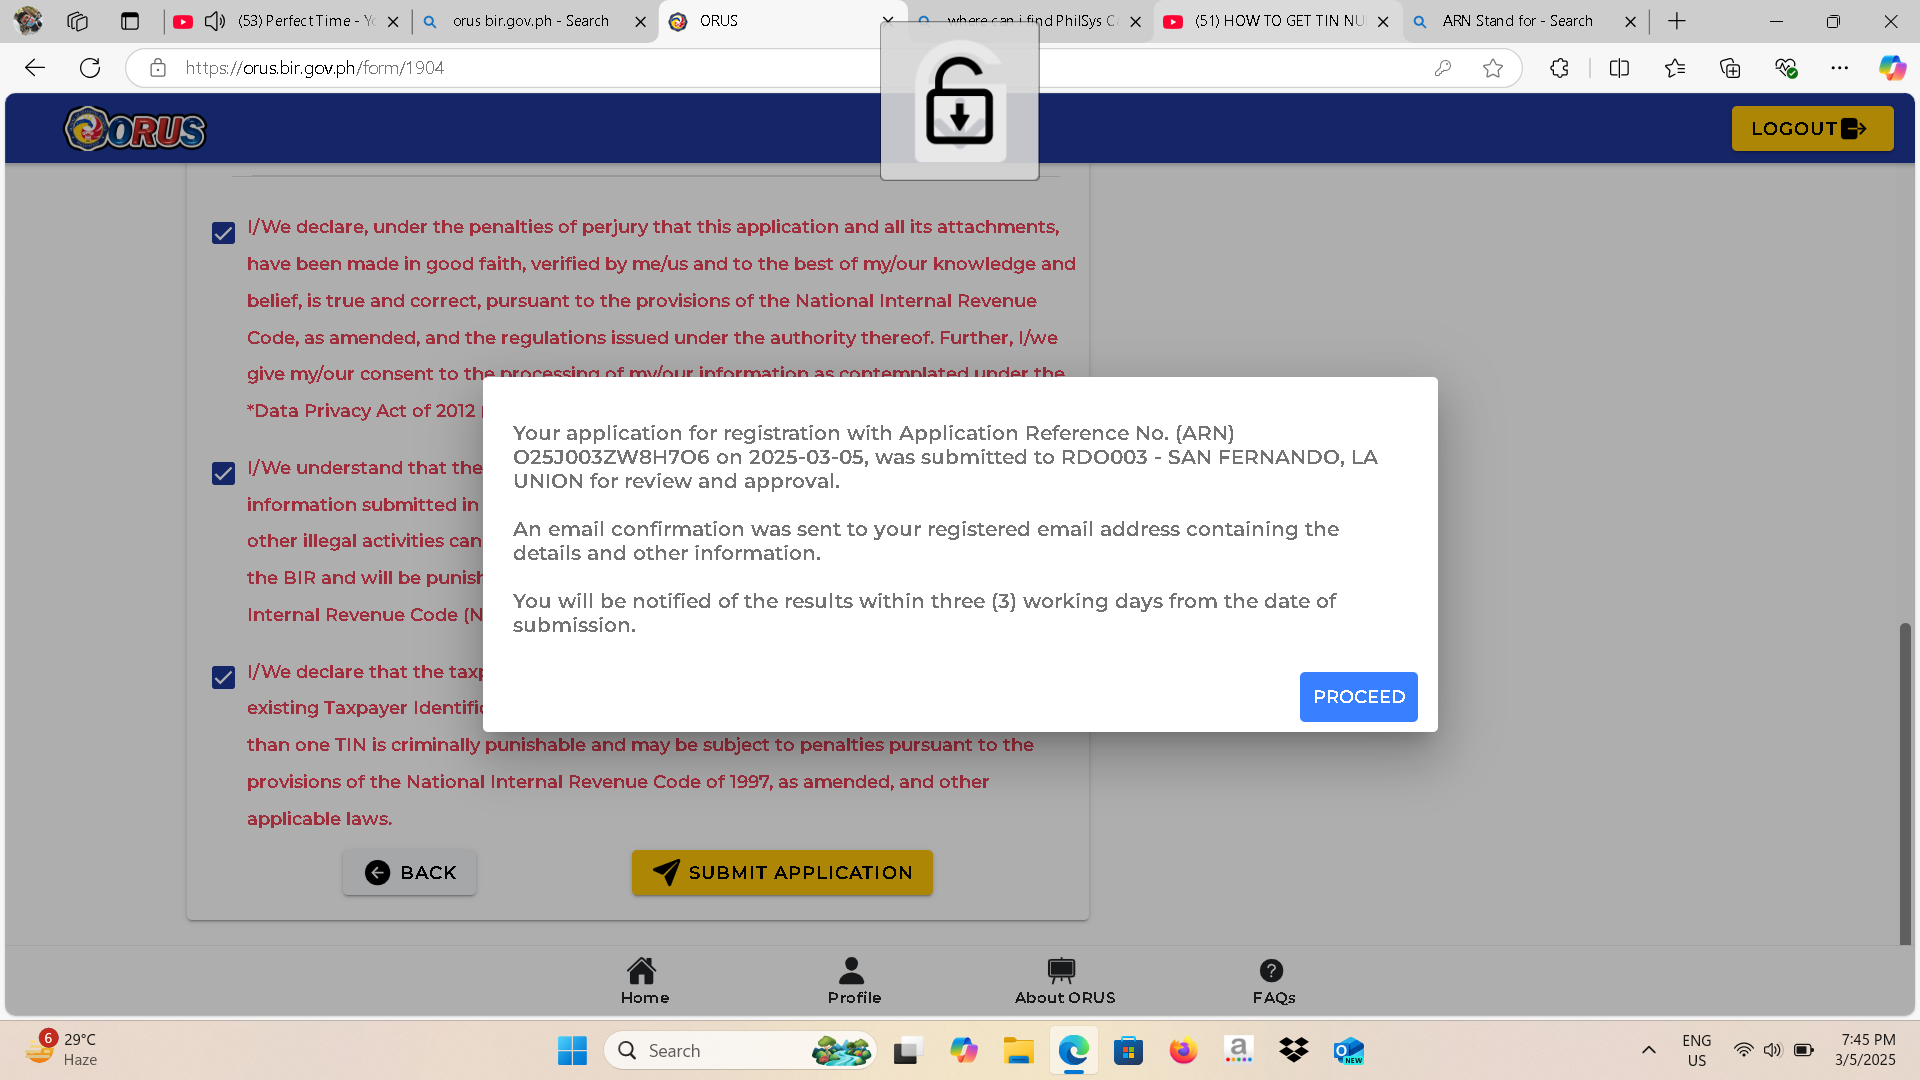 (53) Perfect Time - Yo
orus bir.gov.ph - Search
ORUS
where can i find PhilSys C
(51) HOW TO GET TIN NU
ARN Stand for - Search
https://orus.bir.gov.ph/form/1904
ORUS
LOGOUT
I/We declare, under the penalties of perjury that this application and all its attachments,
have been made in good faith, verified by me/us and to the best of my/our knowledge and
belief, is true and correct, pursuant to the provisions of the National Internal Revenue
Code, as amended, and the regulations issued under the authority thereof. Further, I/we
give my/our consent to the processing of my/our information as contemplated under the
*Data Privacy Act of 2012
I/We understand that the
information submitted in
other illegal activities can
the BIR and will be punish
Internal Revenue Code (N
I/We declare that the taxp
existing Taxpayer Identific
than one TIN is criminally punishable and may be subject to penalties pursuant to the
provisions of the National Internal Revenue Code of 1997, as amended, and other
applicable laws.
Your application for registration with Application Reference No. (ARN)
O25J003ZW8H7O6 on 2025-03-05, was submitted to RDO003 - SAN FERNANDO, LA
UNION for review and approval.
An email confirmation was sent to your registered email address containing the
details and other information.
You will be notified of the results within three (3) working days from the date of
submission.
PROCEED
BACK
SUBMIT APPLICATION
Home
Profile
About ORUS
FAQs
6
29°C
Haze
Search
NEW
ENG
US
7:45 PM
3/5/2025